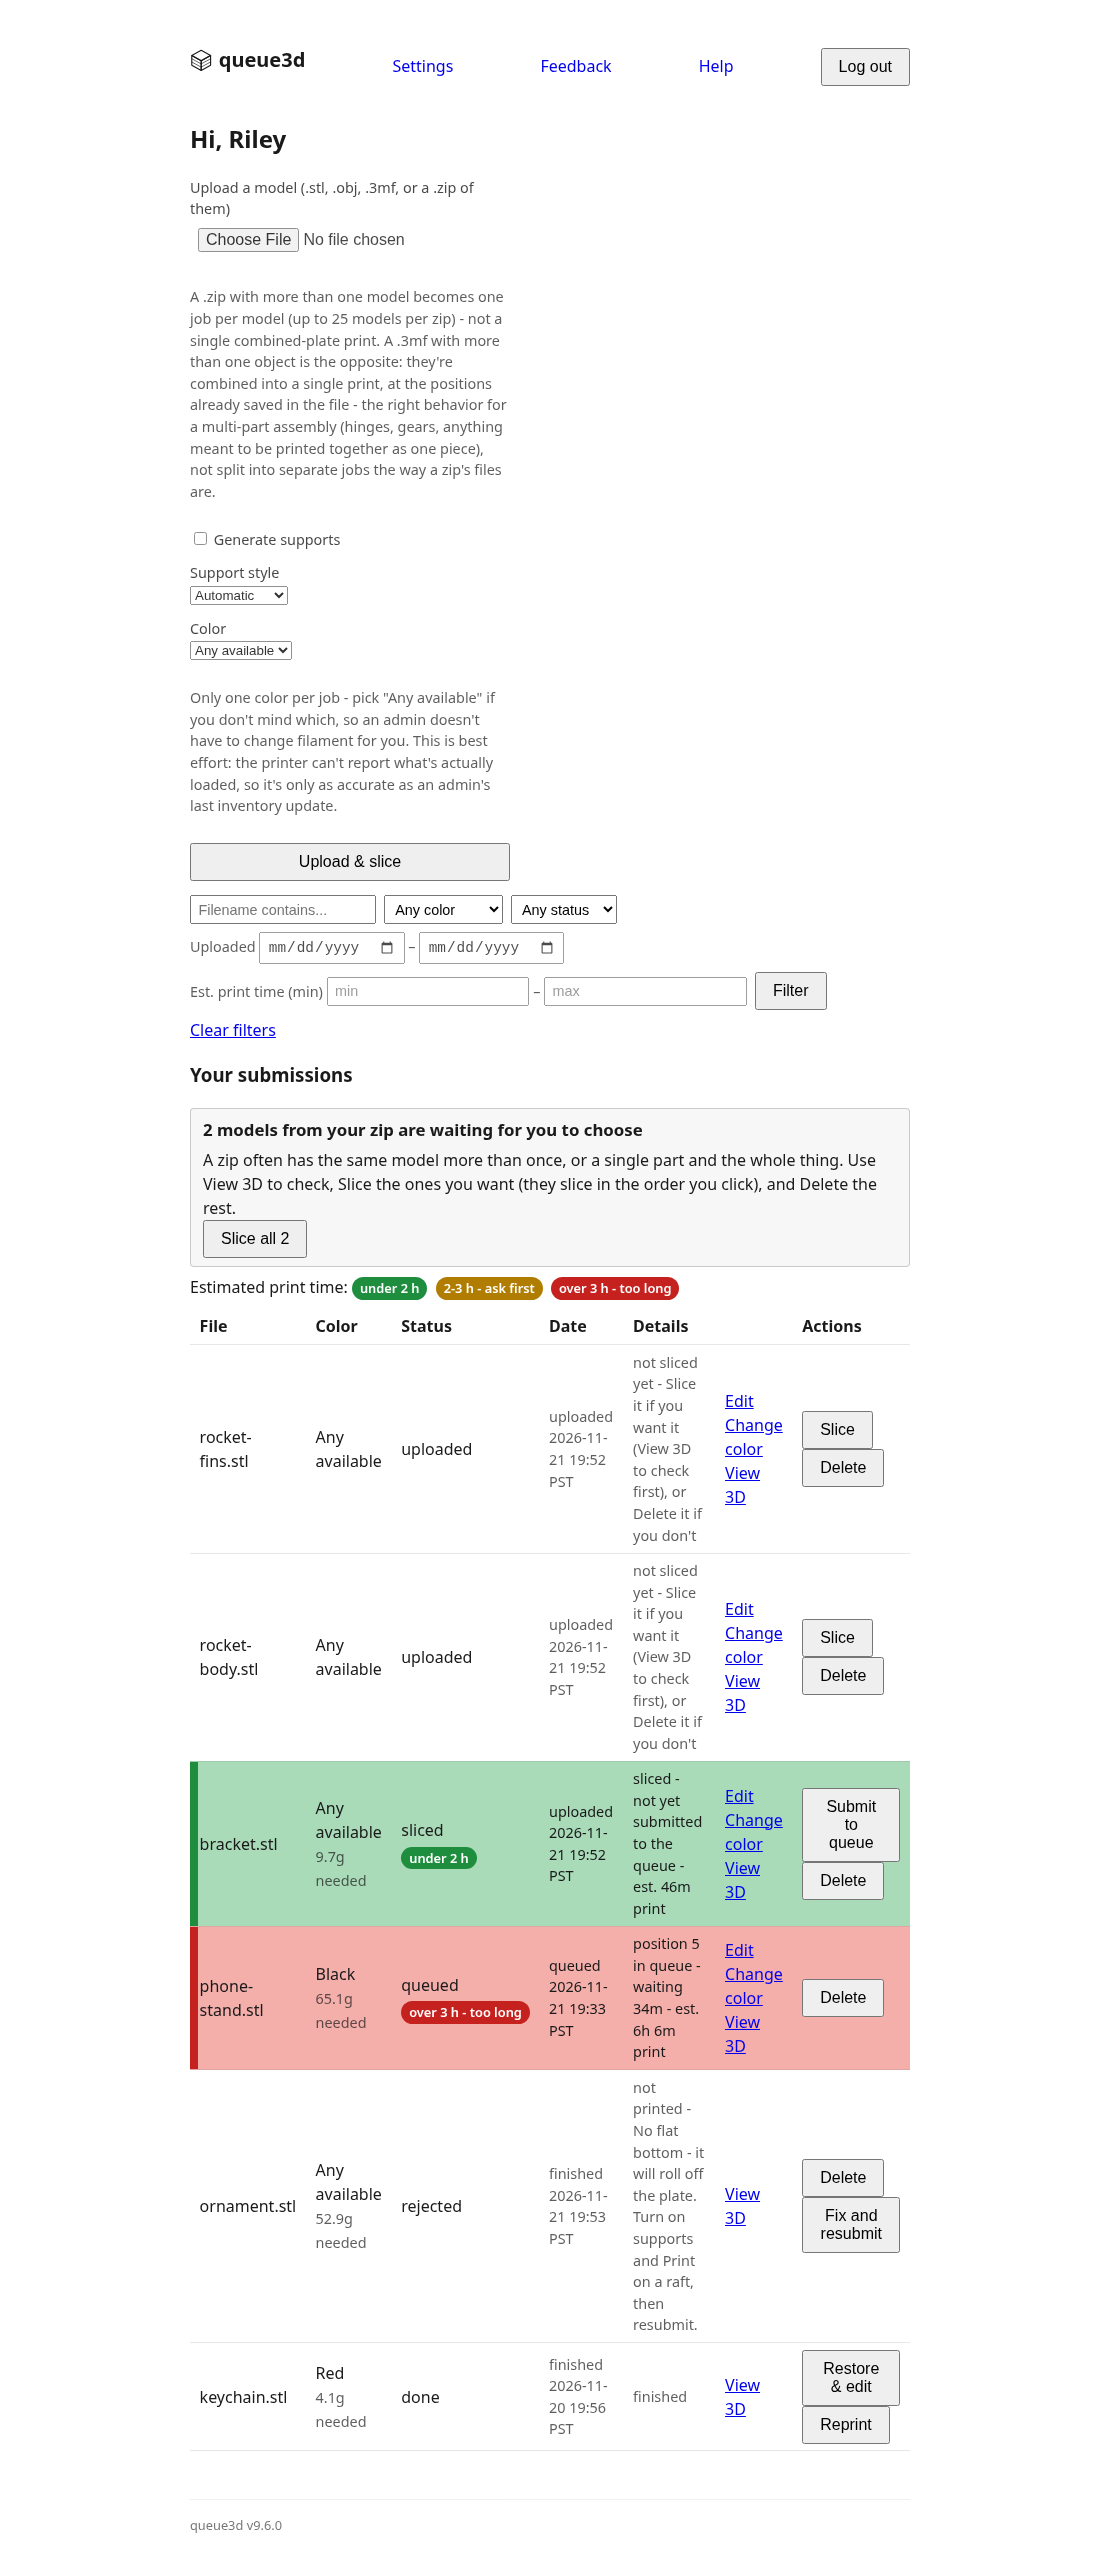 queue3d
Settings
Feedback
Help
Log out
Hi, Riley
Upload a model (.stl, .obj, .3mf, or a .zip of
them)
Choose File No file chosen
A .zip with more than one model becomes one
job per model (up to 25 models per zip) - not a
single combined-plate print. A .3mf with more
than one object is the opposite: they're
combined into a single print, at the positions
already saved in the file - the right behavior for
a multi-part assembly (hinges, gears, anything
meant to be printed together as one piece),
not split into separate jobs the way a zip's files
are.
Generate supports
Support style
Automatic
Color
Any available
Only one color per job - pick "Any available" if
you don't mind which, so an admin doesn't
have to change filament for you. This is best
effort: the printer can't report what's actually
loaded, so it's only as accurate as an admin's
last inventory update.
Upload & slice
Filename contains... Any color Any status
Uploaded mm/dd/yyyy – mm/dd/yyyy
Est. print time (min) min – max Filter
Clear filters
Your submissions
2 models from your zip are waiting for you to choose
A zip often has the same model more than once, or a single part and the whole thing. Use
View 3D to check, Slice the ones you want (they slice in the order you click), and Delete the
rest.
Slice all 2
Estimated print time: under 2 h 2-3 h - ask first over 3 h - too long
File Color Status Date Details Actions
rocket-
fins.stl
Any
available
uploaded
uploaded
2026-11-
21 19:52
PST
not sliced
yet - Slice
it if you
want it
(View 3D
to check
first), or
Delete it if
you don't
Edit
Change
color
View
3D
Slice
Delete
rocket-
body.stl
Any
available
uploaded
uploaded
2026-11-
21 19:52
PST
not sliced
yet - Slice
it if you
want it
(View 3D
to check
first), or
Delete it if
you don't
Edit
Change
color
View
3D
Slice
Delete
bracket.stl
Any
available
9.7g
needed
sliced
under 2 h
uploaded
2026-11-
21 19:52
PST
sliced -
not yet
submitted
to the
queue -
est. 46m
print
Edit
Change
color
View
3D
Submit
to
queue
Delete
phone-
stand.stl
Black
65.1g
needed
queued
over 3 h - too long
queued
2026-11-
21 19:33
PST
position 5
in queue -
waiting
34m - est.
6h 6m
print
Edit
Change
color
View
3D
Delete
ornament.stl
Any
available
52.9g
needed
rejected
finished
2026-11-
21 19:53
PST
not
printed -
No flat
bottom - it
will roll off
the plate.
Turn on
supports
and Print
on a raft,
then
resubmit.
View
3D
Delete
Fix and
resubmit
keychain.stl
Red
4.1g
needed
done
finished
2026-11-
20 19:56
PST
finished
View
3D
Restore
& edit
Reprint
queue3d v9.6.0